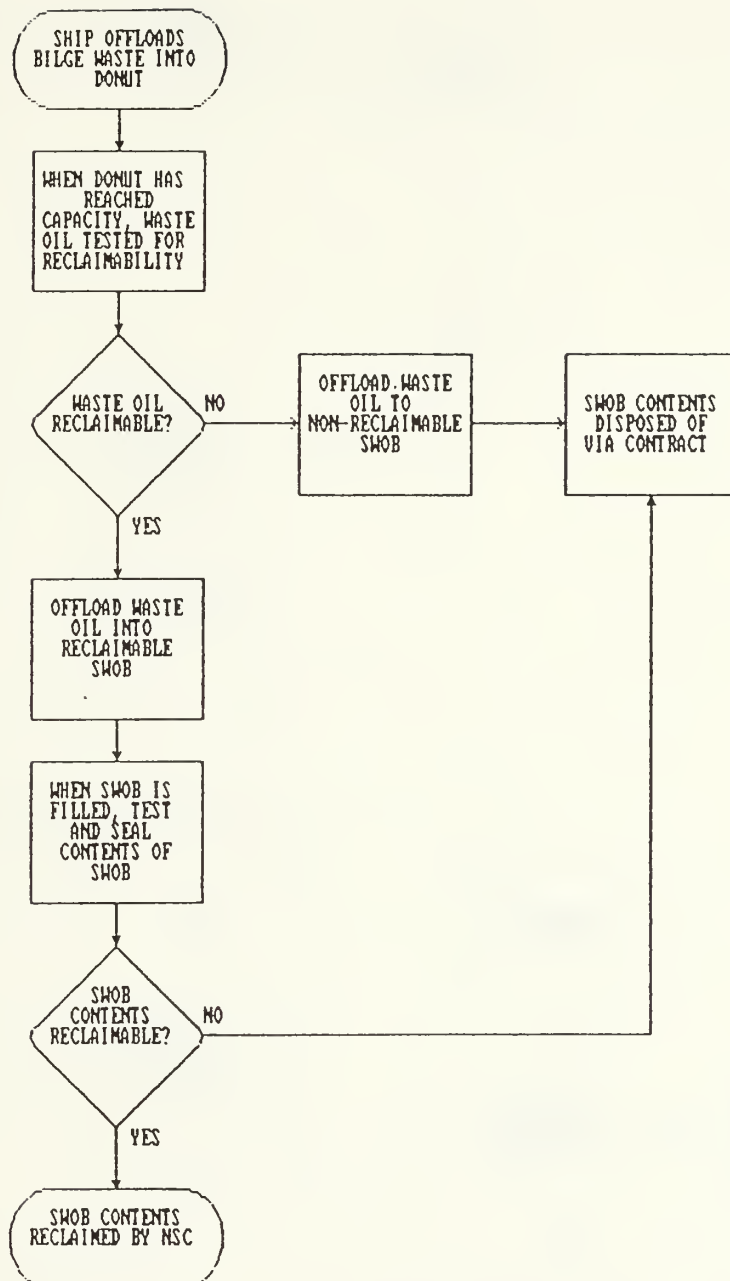 SHIP OFFLOADS
BILGE WASTE INTO
DONUT
WHEN DONUT HAS
REACHED
CAPACITY, WASTE
OIL TESTED FOR
RECLAIMABILITY
WASTE OIL
RECLAIMABLE?
NO
OFFLOAD WASTE
OIL TO
NON-RECLAIMABLE
SWOB
SWOB CONTENTS
DISPOSED OF
VIA CONTRACT
YES
OFFLOAD WASTE
OIL INTO
RECLAIMABLE
SWOB
WHEN SWOB IS
FILLED, TEST
AND SEAL
CONTENTS OF
SWOB
SWOB
CONTENTS
RECLAIMABLE?
NO
YES
SWOB CONTENTS
RECLAIMED BY NSC